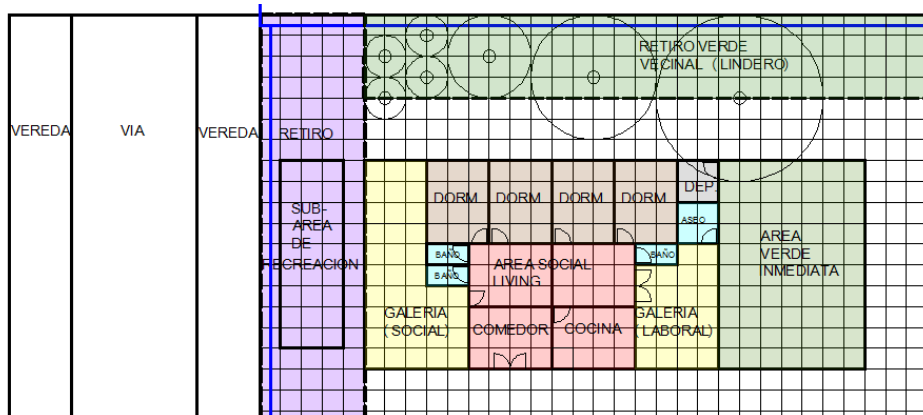 RETIRO VERDE
VECINAL (LINDERO)
VEREDA
VIA
VEREDA
RETIRO
DORM
DORM
DORM
DORM
DEP.
SUB-
AREA
DE
RECREACION
ASEO
AREA
VERDE
INMEDIATA
BAÑO
BAÑO
AREA SOCIAL
LIVING
BAÑO
GALERIA
(SOCIAL)
COMEDOR
COCINA
GALERIA
(LABORAL)